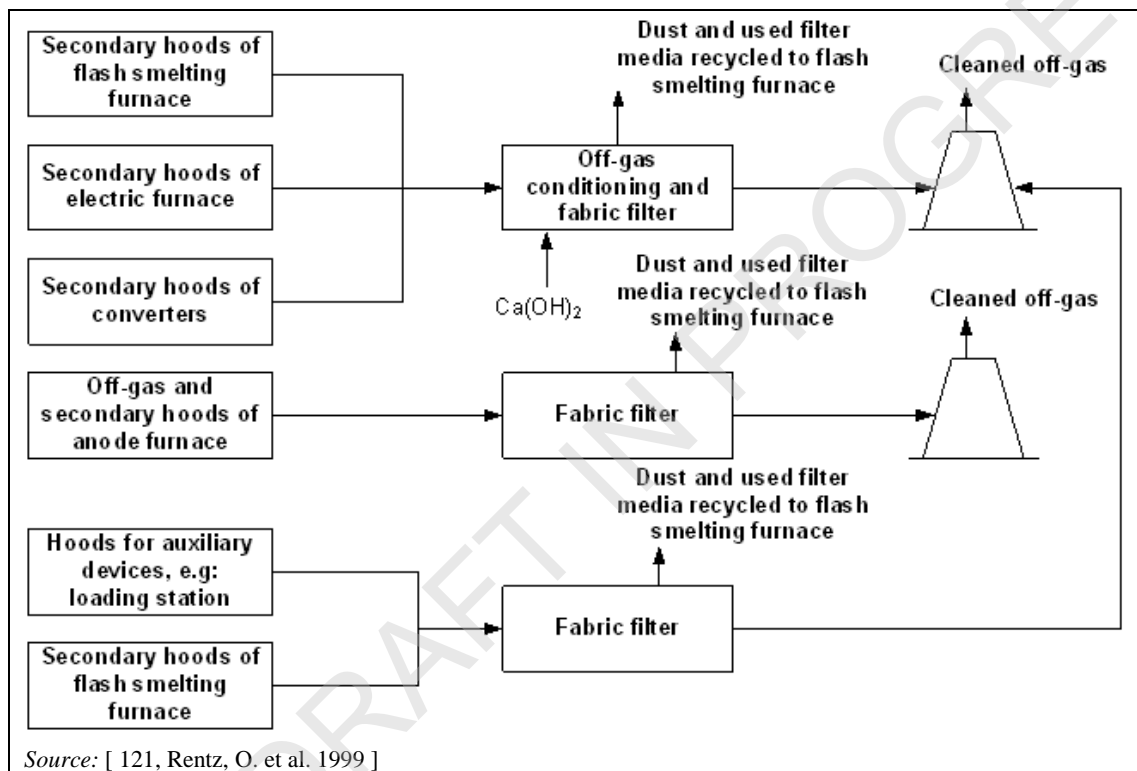 Secondary hoods of
flash smelting
furnace
Dust and used filter
media recycled to flash
smelting furnace
Cleaned off-gas
Secondary hoods of
electric furnace
Off-gas
conditioning and
fabric filter
Secondary hoods of
converters
Ca(OH)_2
Dust and used filter
media recycled to flash
smelting furnace
Cleaned off-gas
Off-gas and
secondary hoods of
anode furnace
Fabric filter
Dust and used filter
media recycled to flash
smelting furnace
Hoods for auxiliary
devices, e.g:
loading station
Fabric filter
Secondary hoods of
flash smelting
furnace
Source: [ 121, Rentz, O. et al. 1999 ]
DRAFT IN PROGRE